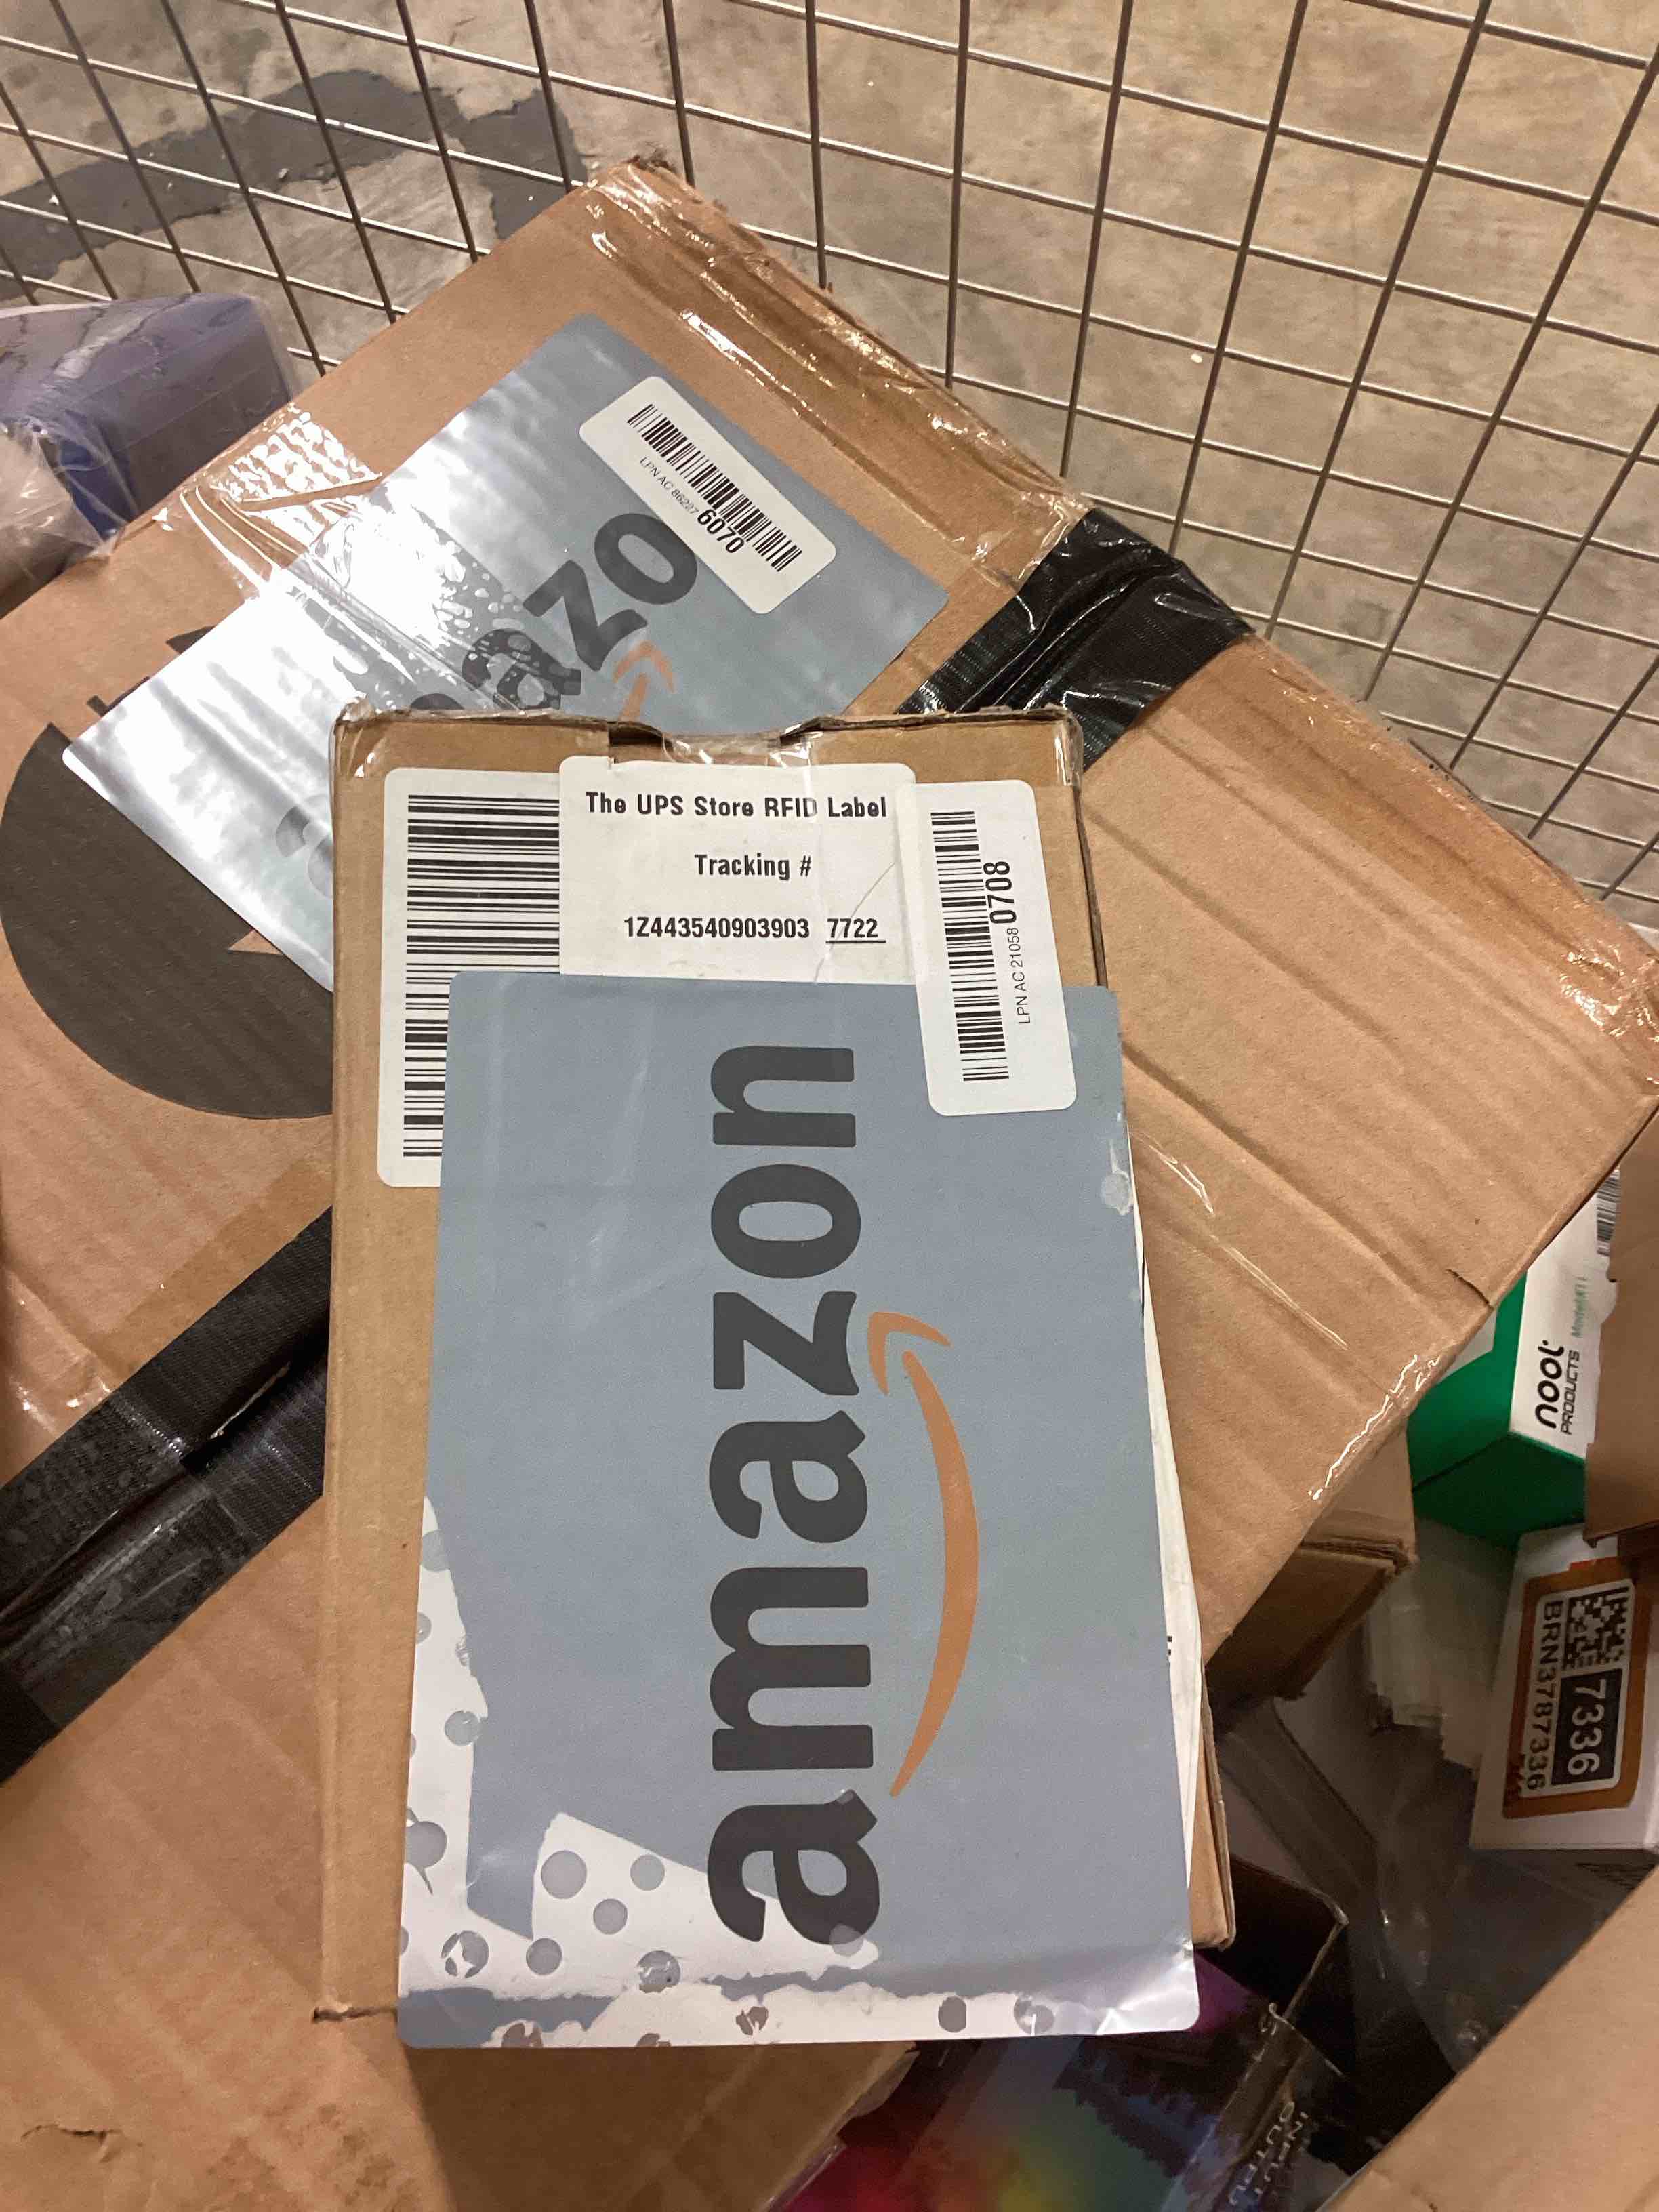 LPN AC 86227 6070
amazon
The UPS Store RFID Label
Tracking #
1Z443540903903 7722
LPN AC 21058 0708
amazon
nool
PRODUCTS
7336
BRN3787336